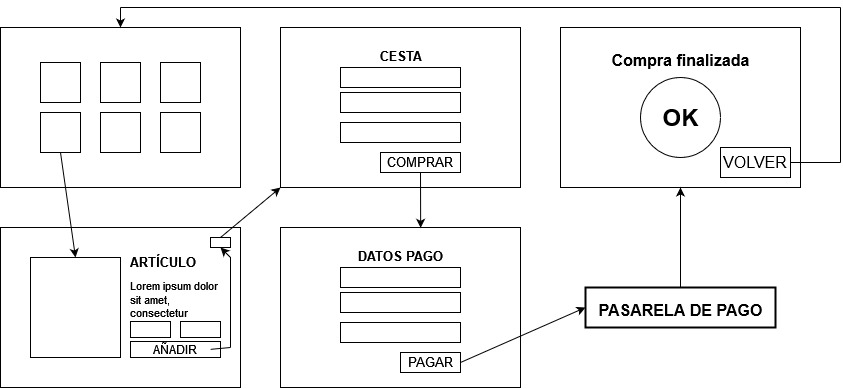 CESTA
COMPRAR
Compra finalizada
OK
VOLVER
ARTÍCULO
Lorem ipsum dolor
sit amet,
consectetur
AÑADIR
DATOS PAGO
PAGAR
PASARELA DE PAGO